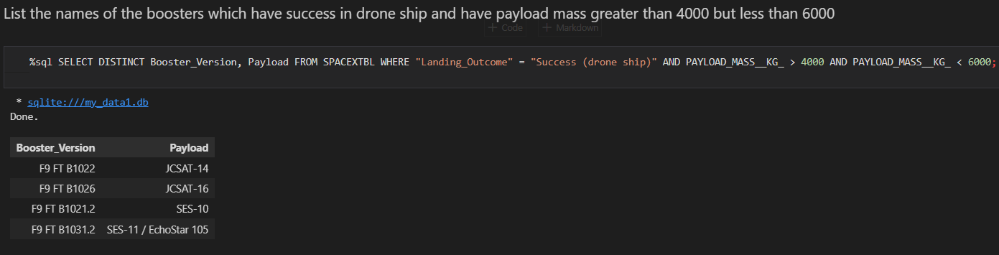 List the names of the boosters which have success in drone ship and have payload mass greater than 4000 but less than 6000
+ Code + Markdown
%sql SELECT DISTINCT Booster_Version, Payload FROM SPACEXTBL WHERE "Landing_Outcome" = "Success (drone ship)" AND PAYLOAD_MASS__KG_ > 4000 AND PAYLOAD_MASS__KG_ < 6000;
* sqlite:///my_data1.db
Done.
Booster_Version Payload
F9 FT B1022 JCSAT-14
F9 FT B1026 JCSAT-16
F9 FT B1021.2 SES-10
F9 FT B1031.2 SES-11 / EchoStar 105